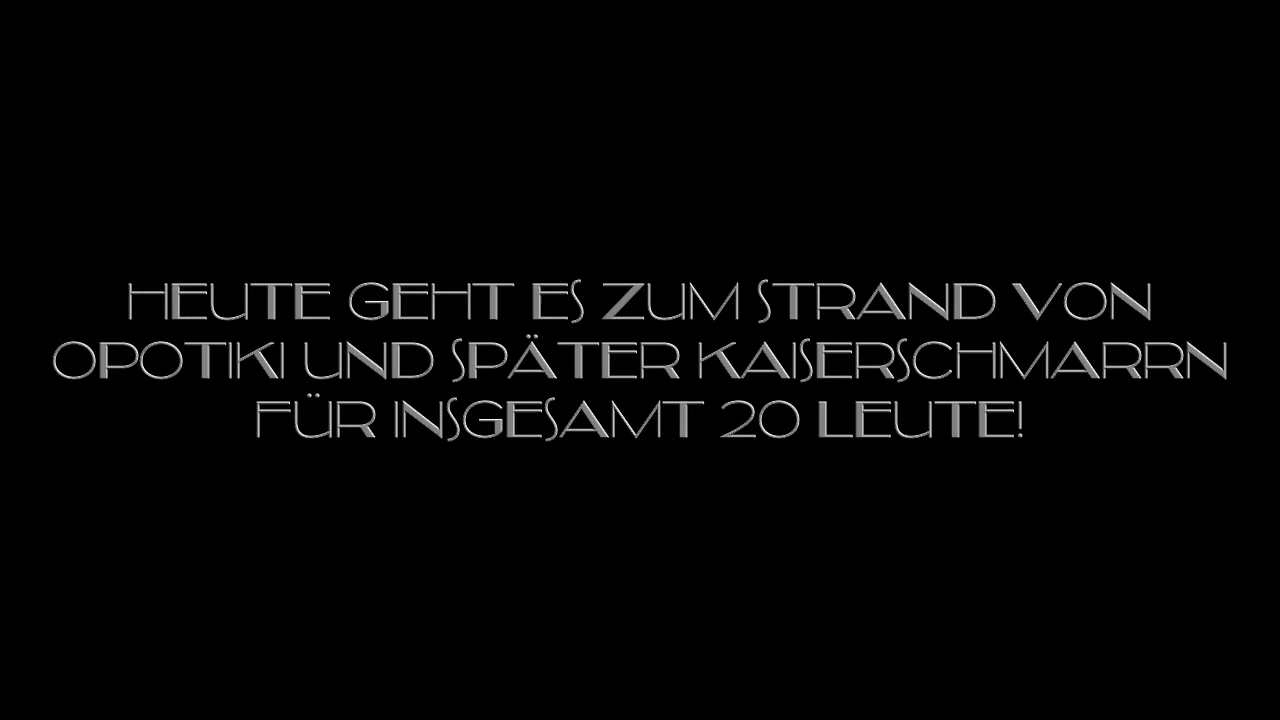 HEUTE GEHT ES ZUM STRAND VON
OPOTIKI UND SPÄTER KAISERSCHMARRN
FÜR INSGESAMT 20 LEUTE!